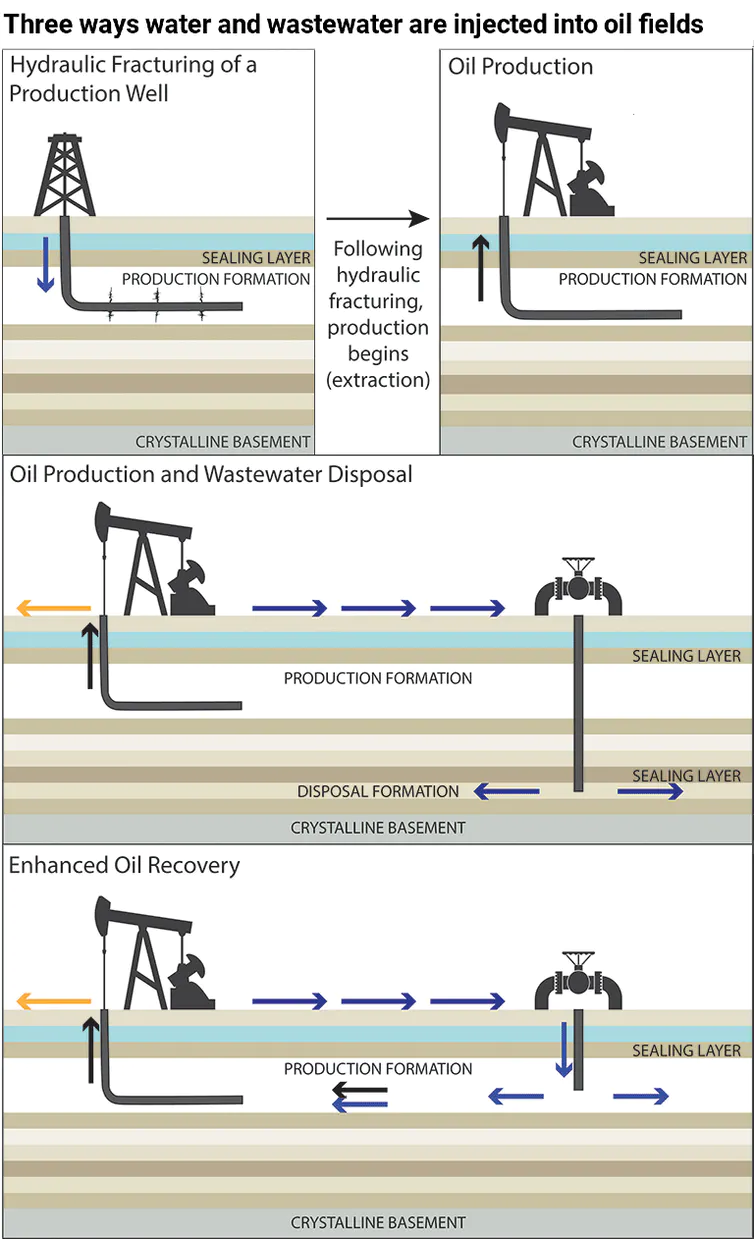 Three ways water and wastewater are injected into oil fields
Hydraulic Fracturing of a
Production Well
SEALING LAYER
PRODUCTION FORMATION
CRYSTALLINE BASEMENT
Following
hydraulic
fracturing,
production
begins
(extraction)
Oil Production
SEALING LAYER
PRODUCTION FORMATION
CRYSTALLINE BASEMENT
Oil Production and Wastewater Disposal
SEALING LAYER
PRODUCTION FORMATION
SEALING LAYER
DISPOSAL FORMATION
CRYSTALLINE BASEMENT
Enhanced Oil Recovery
SEALING LAYER
PRODUCTION FORMATION
CRYSTALLINE BASEMENT